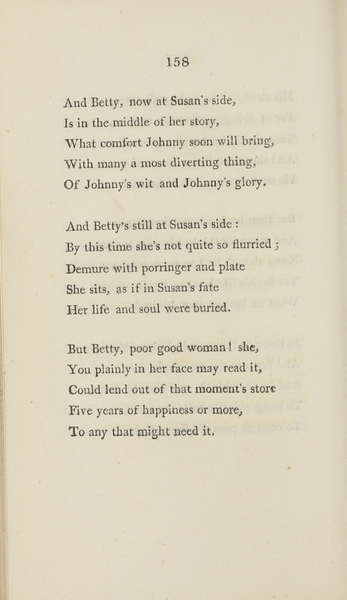 158
And Betty, now at Susan's side,
Is in the middle of her story,
What comfort Johnny soon will bring,
With many a most diverting thing,
Of Johnny's wit and Johnny's glory.
And Betty's still at Susan's side :
By this time she's not quite so flurried ;
Demure with porringer and plate
She sits, as if in Susan's fate
Her life and soul were buried.
But Betty, poor good woman! she,
You plainly in her face may read it,
Could lend out of that moment's store
Five years of happiness or more,
To any that might need it.